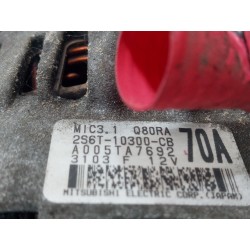 MIC3.1 Q80RA
70A
2S6T-10300-CB
A005TA7692
3103 F 12V
MITSUBISHI ELECTRIC CORP.(JAPAN)